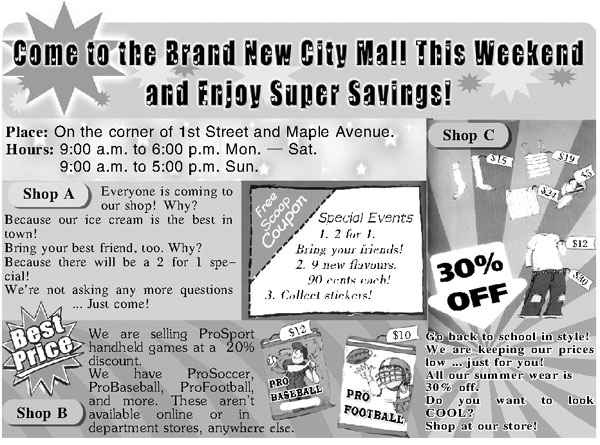 Come to the Brand New City Mall This Weekend
and Enjoy Super Savings!
Place: On the corner of 1st Street and Maple Avenue.
Hours: 9:00 a.m. to 6:00 p.m. Mon. — Sat.
9:00 a.m. to 5:00 p.m. Sun.
Shop A
Everyone is coming to
our shop! Why?
Because our ice cream is the best in
town!
Bring your best friend, too. Why?
Because there will be a 2 for 1 spe-
cial!
We're not asking any more questions
... Just come!
Free
Scoop
Coupon
Special Events
1. 2 for 1.
Bring your friends!
2. 9 new flavours.
90 cents each!
3. Collect stickers!
Best
Price
Shop B
We are selling ProSport
handheld games at a 20%
discount.
We have ProSoccer,
ProBaseball, ProFootball,
and more. These aren't
available online or in
department stores, anywhere else.
$12
PRO
BASEBALL
$10
PRO
FOOTBALL
Shop C
$15
$19
$5
$24
$12
$30
30%
OFF
Go back to school in style!
We are keeping our prices
low ... just for you!
All our summer wear is
30% off.
Do you want to look
COOL?
Shop at our store!